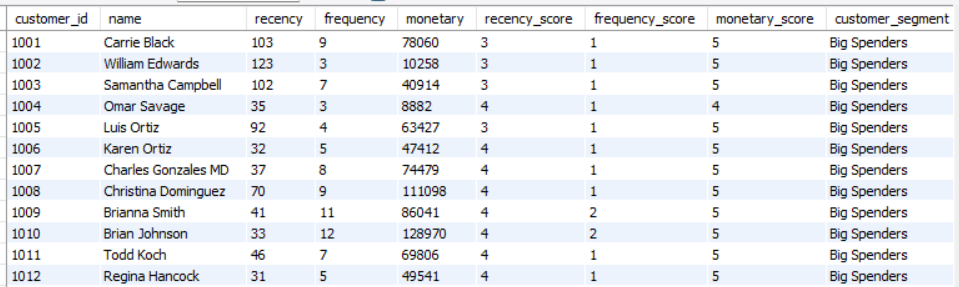 customer_id name recency frequency monetary recency_score frequency_score monetary_score customer_segment
1001 Carrie Black 103 9 78060 3 1 5 Big Spenders
1002 William Edwards 123 3 10258 3 1 5 Big Spenders
1003 Samantha Campbell 102 7 40914 3 1 5 Big Spenders
1004 Omar Savage 35 3 8882 4 1 4 Big Spenders
1005 Luis Ortiz 92 4 63427 3 1 5 Big Spenders
1006 Karen Ortiz 32 5 47412 4 1 5 Big Spenders
1007 Charles Gonzales MD 37 8 74479 4 1 5 Big Spenders
1008 Christina Dominguez 70 9 111098 4 1 5 Big Spenders
1009 Brianna Smith 41 11 86041 4 2 5 Big Spenders
1010 Brian Johnson 33 12 128970 4 2 5 Big Spenders
1011 Todd Koch 46 7 69806 4 1 5 Big Spenders
1012 Regina Hancock 31 5 49541 4 1 5 Big Spenders